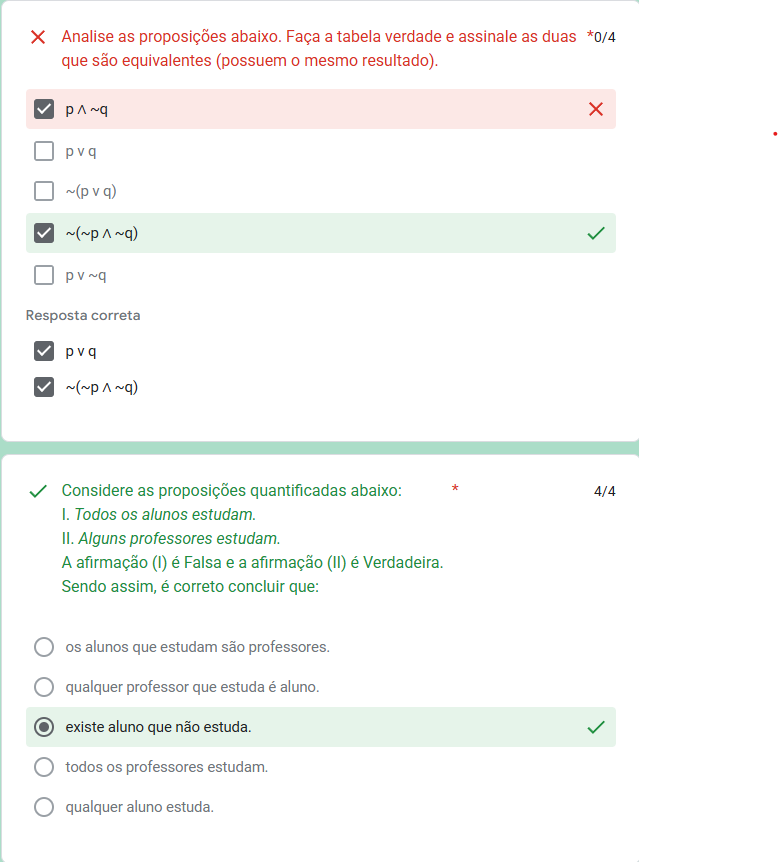 Analise as proposições abaixo. Faça a tabela verdade e assinale as duas *0/4
que são equivalentes (possuem o mesmo resultado).
p ∧ ~q
p v q
~(p v q)
~(~p ∧ ~q)
p v ~q
Resposta correta
p v q
~(~p ∧ ~q)
Considere as proposições quantificadas abaixo: * 4/4
I. Todos os alunos estudam.
II. Alguns professores estudam.
A afirmação (I) é Falsa e a afirmação (II) é Verdadeira.
Sendo assim, é correto concluir que:
os alunos que estudam são professores.
qualquer professor que estuda é aluno.
existe aluno que não estuda.
todos os professores estudam.
qualquer aluno estuda.